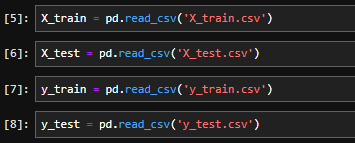 [5]: X_train = pd.read_csv('X_train.csv')
[6]: X_test = pd.read_csv('X_test.csv')
[7]: y_train = pd.read_csv('y_train.csv')
[8]: y_test = pd.read_csv('y_test.csv')